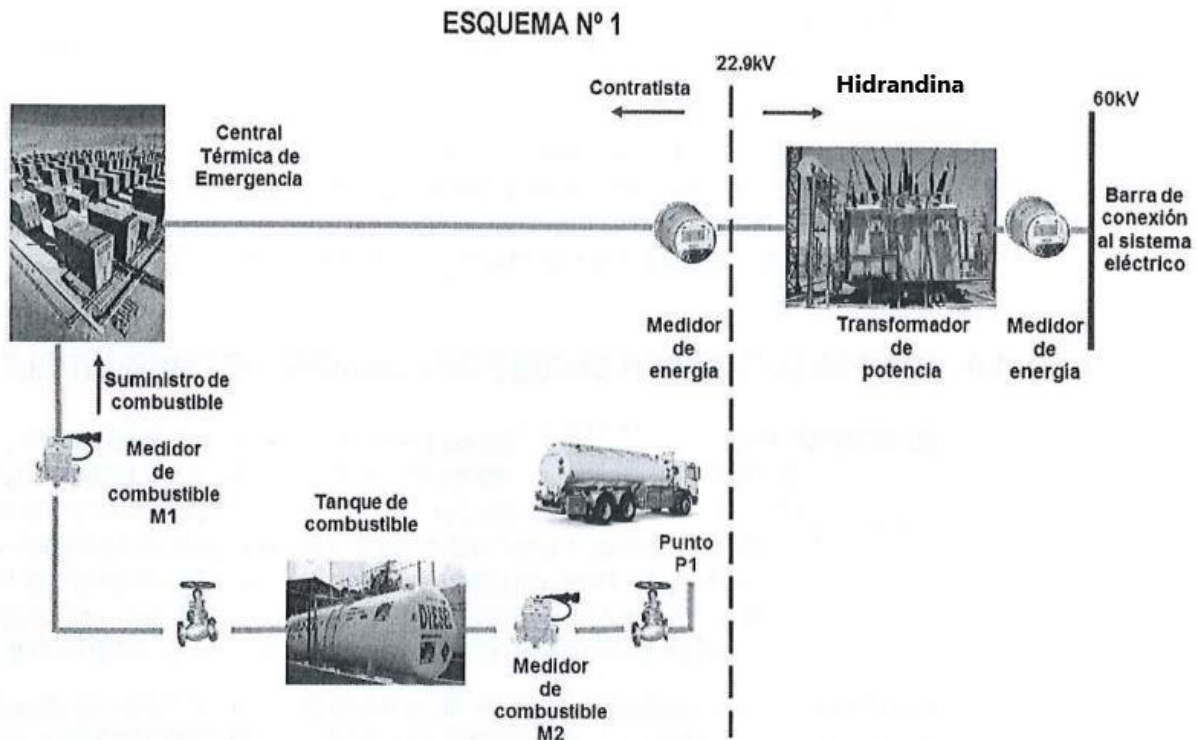 ESQUEMA Nº 1
22.9kV
Contratista
Hidrandina
60kV
Central
Térmica de
Emergencia
Barra de
conexión
al sistema
eléctrico
Medidor
de
energía
Transformador
de
potencia
Medidor
de
energía
Suministro de
combustible
Medidor
de
combustible
M1
Tanque de
combustible
Punto
P1
DIESEL
Medidor
de
combustible
M2